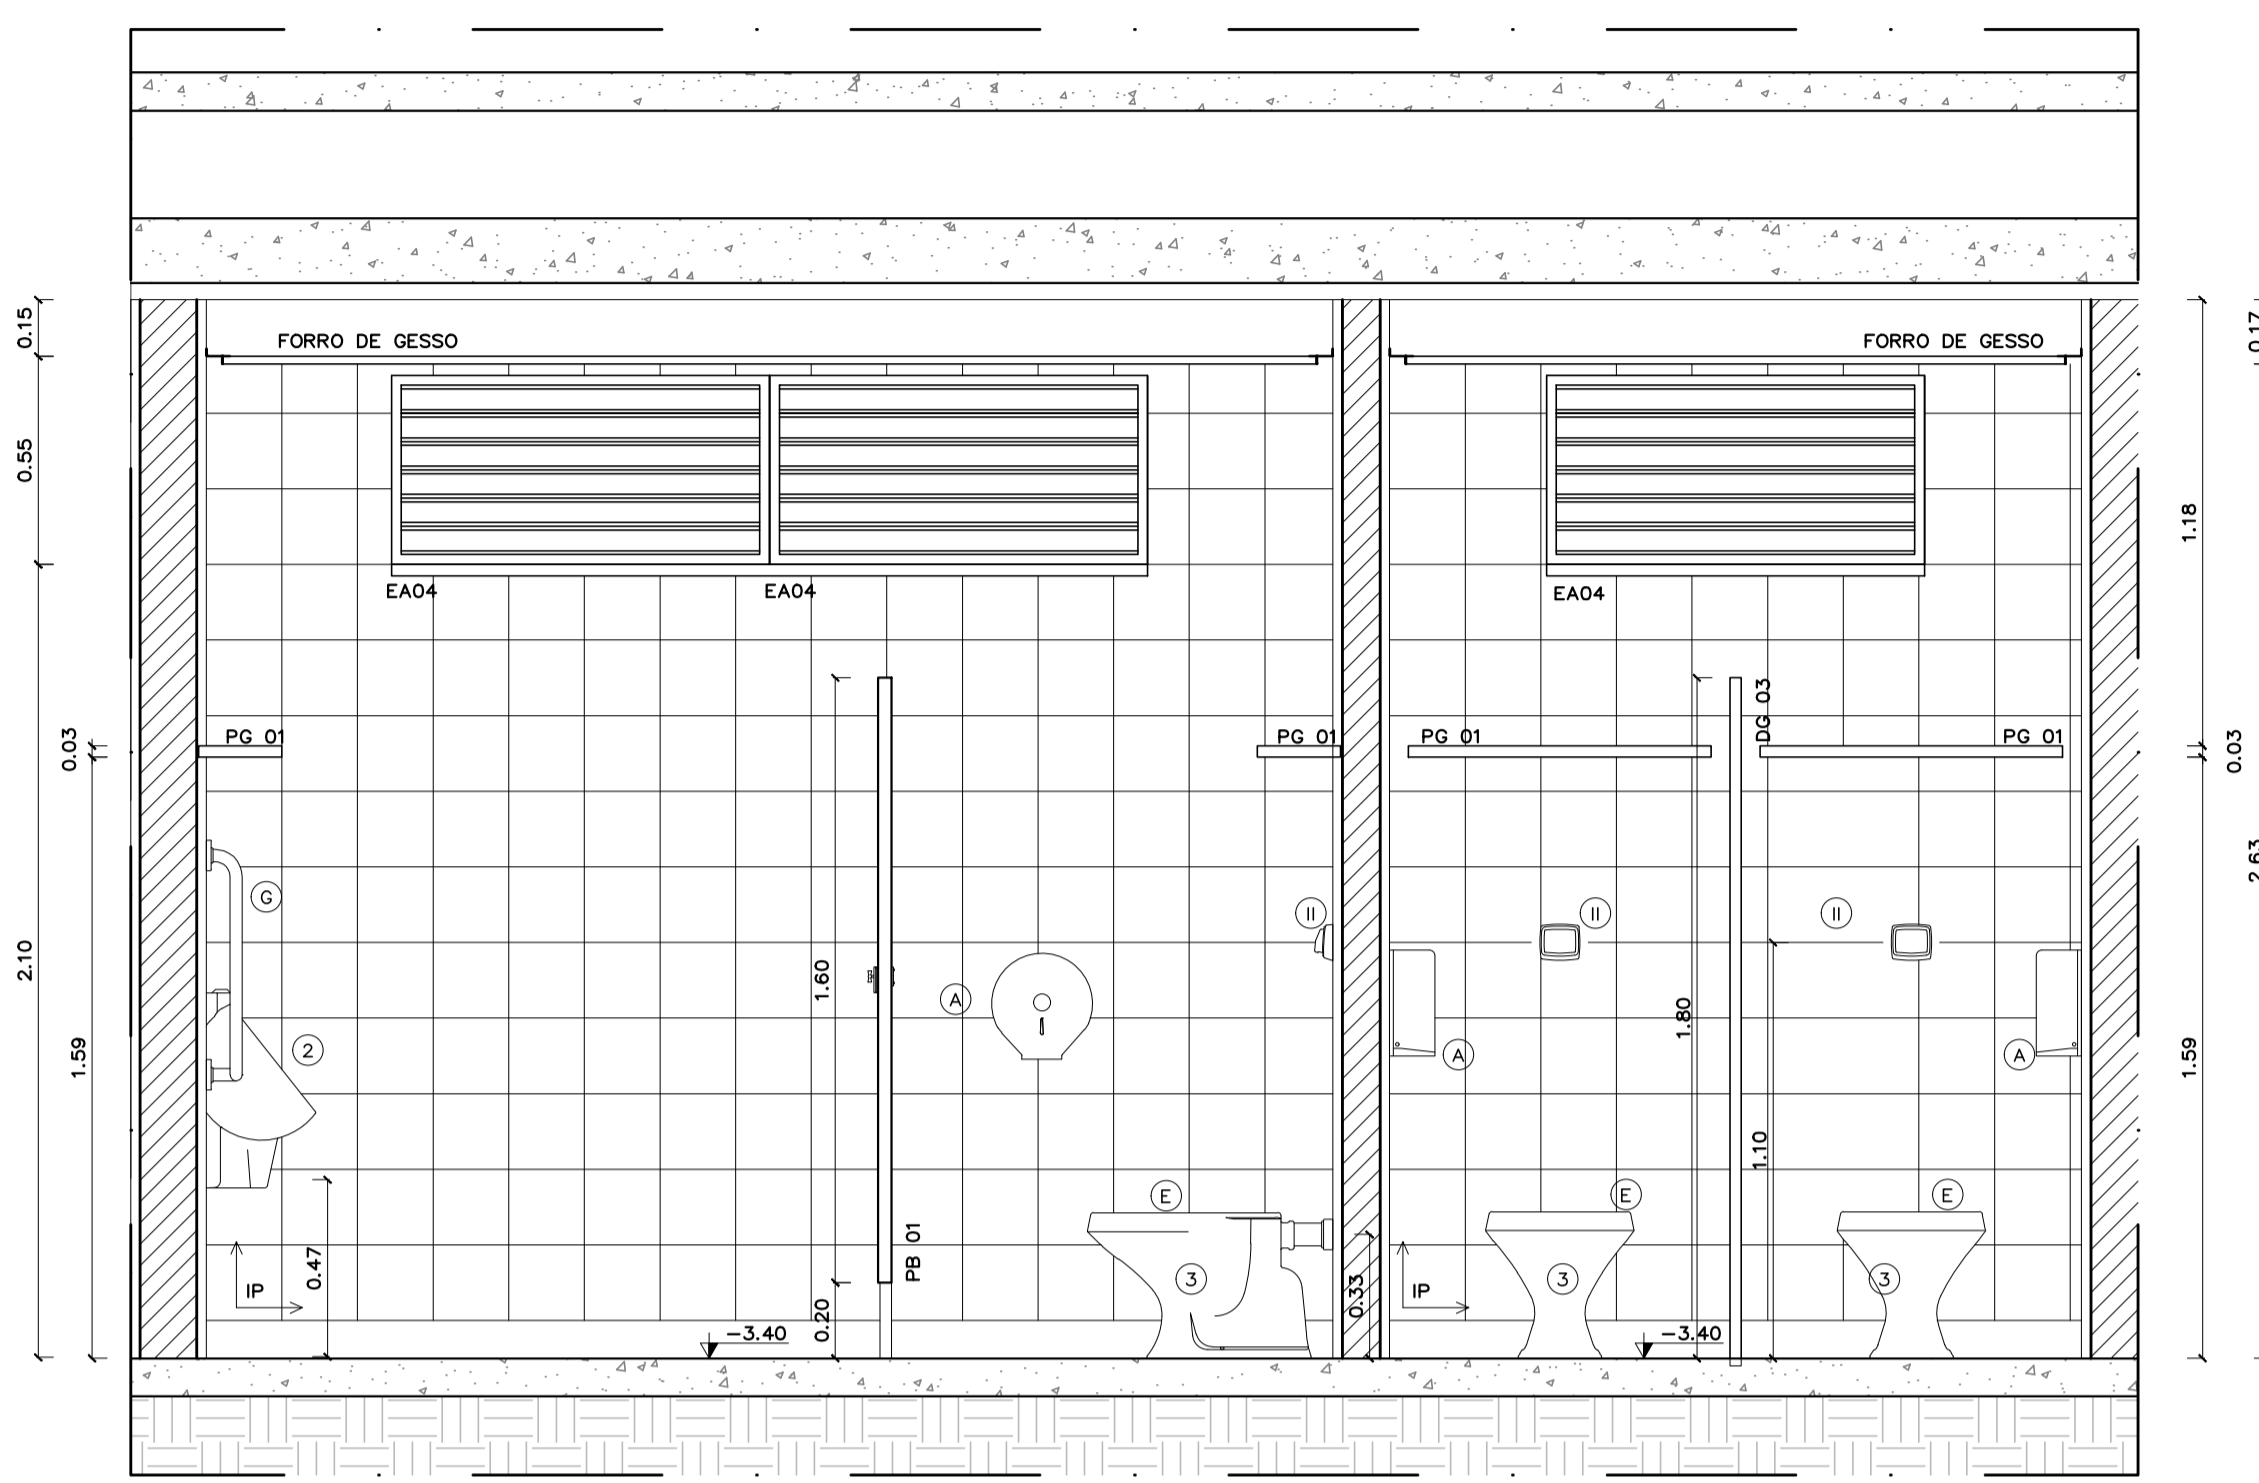 FORRO DE GESSO
FORRO DE GESSO
0.15
0.17
0.55
1.18
EA04
EA04
EA04
DG 03
0.03
PG 01
PG 01
PG 01
PG 01
0.03
2.63
G
II
II
II
2.10
1.60
A
1.80
1.59
2
A
A
1.59
1.10
E
E
E
0.47
IP
PB 01
3
0.33
IP
3
3
0.20
-3.40
-3.40